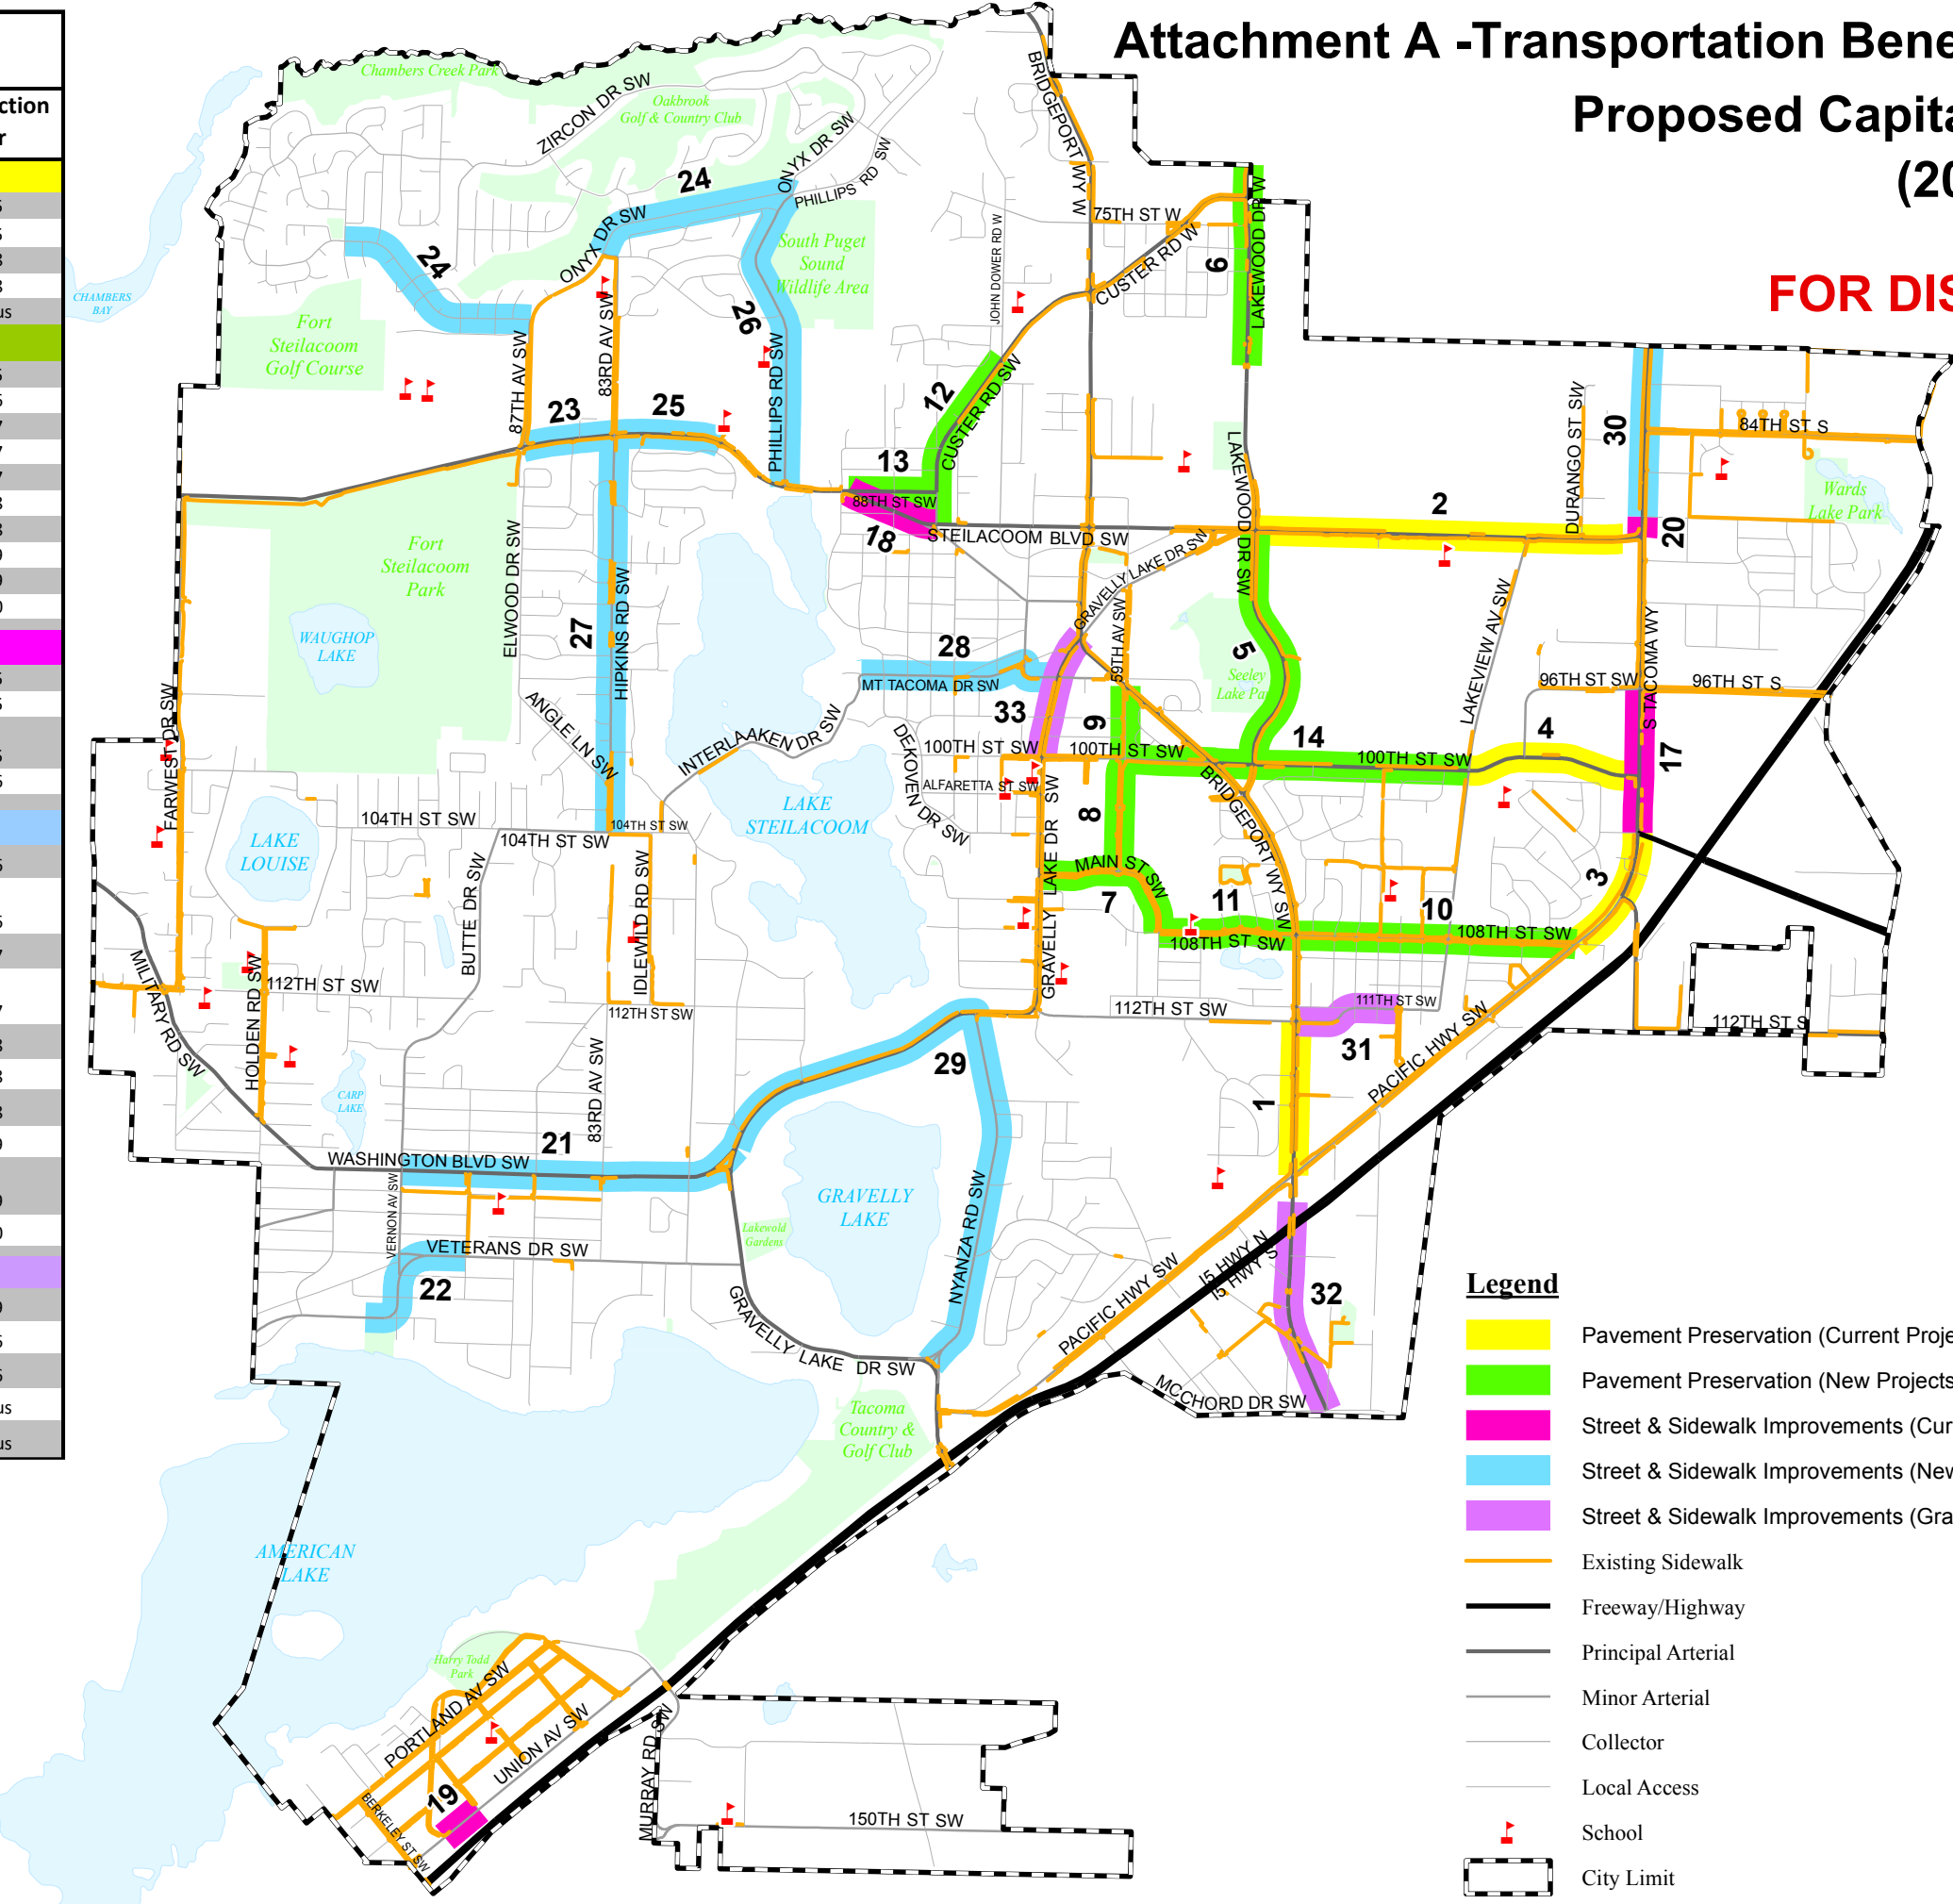 Attachment A -Transportation Bene
Proposed Capita
(20
FOR DIS
ction
r
us
us
us
Chambers Creek Park
Oakbrook
Golf & Country Club
ZIRCON DR SW
ONYX DR SW
PHILLIPS RD SW
BRIDGEPORT WY W
24
ONYX DR SW
24
CHAMBERS
BAY
South Puget
Sound
Wildlife Area
JOHN DOWER RD W
75TH ST W
CUSTER RD W
6
LAKEWOOD DR W
Fort
Steilacoom
Golf Course
26
87TH AV SW
83RD AV SW
PHILLIPS RD SW
12
CUSTER RD SW
23
25
13
88TH ST SW
18
STEILACOOM BLVD SW
LAKEWOOD DR SW
2
DURANGO ST SW
30
84TH ST S
Wards
Lake Park
20
Fort
Steilacoom
Park
ELWOOD DR SW
27
HIPKINS RD SW
GRAVELLY LAKE DR SW
59TH AV SW
WAUGHOP
LAKE
28
MT TACOMA DR SW
5
Seeley
Lake Par
LAKEVIEW AV SW
96TH ST SW
96TH ST S
S TACOMA WY
FARWEST DR SW
ANGLE LN SW
INTERLAAKEN DR SW
33
9
DEKOVEN DR SW
100TH ST SW
100TH ST SW
14
100TH ST SW
4
17
ALFARETTA ST SW
BRIDGEPORT WY SW
LAKE
STEILACOOM
104TH ST SW
104TH ST SW
104TH ST SW
LAKE
LOUISE
8
MAIN ST SW
7
11
10
3
108TH ST SW
108TH ST SW
BUTTE DR SW
IDLEWILD RD SW
GRAVELLY LAKE DR SW
MILITARY RD SW
HOLDEN RD SW
112TH ST SW
112TH ST SW
112TH ST SW
111TH ST SW
112TH ST S
31
PACIFIC HWY SW
29
CARP
LAKE
83RD AV SW
1
21
WASHINGTON BLVD SW
GRAVELLY
LAKE
NYANZA RD SW
VERNON AV SW
Lakewold
Gardens
VETERANS DR SW
22
GRAVELLY LAKE DR SW
PACIFIC HWY SW
I5 HWY N
I5 HWY S
32
MCCHORD DR SW
Tacoma
Country &
Golf Club
AMERICAN
LAKE
Harry Todd
Park
PORTLAND AV SW
UNION AV SW
19
BERKELEY ST SW
MURRAY RD SW
150TH ST SW
Legend
Pavement Preservation (Current Proje
Pavement Preservation (New Projects
Street & Sidewalk Improvements (Cur
Street & Sidewalk Improvements (New
Street & Sidewalk Improvements (Gra
Existing Sidewalk
Freeway/Highway
Principal Arterial
Minor Arterial
Collector
Local Access
School
City Limit